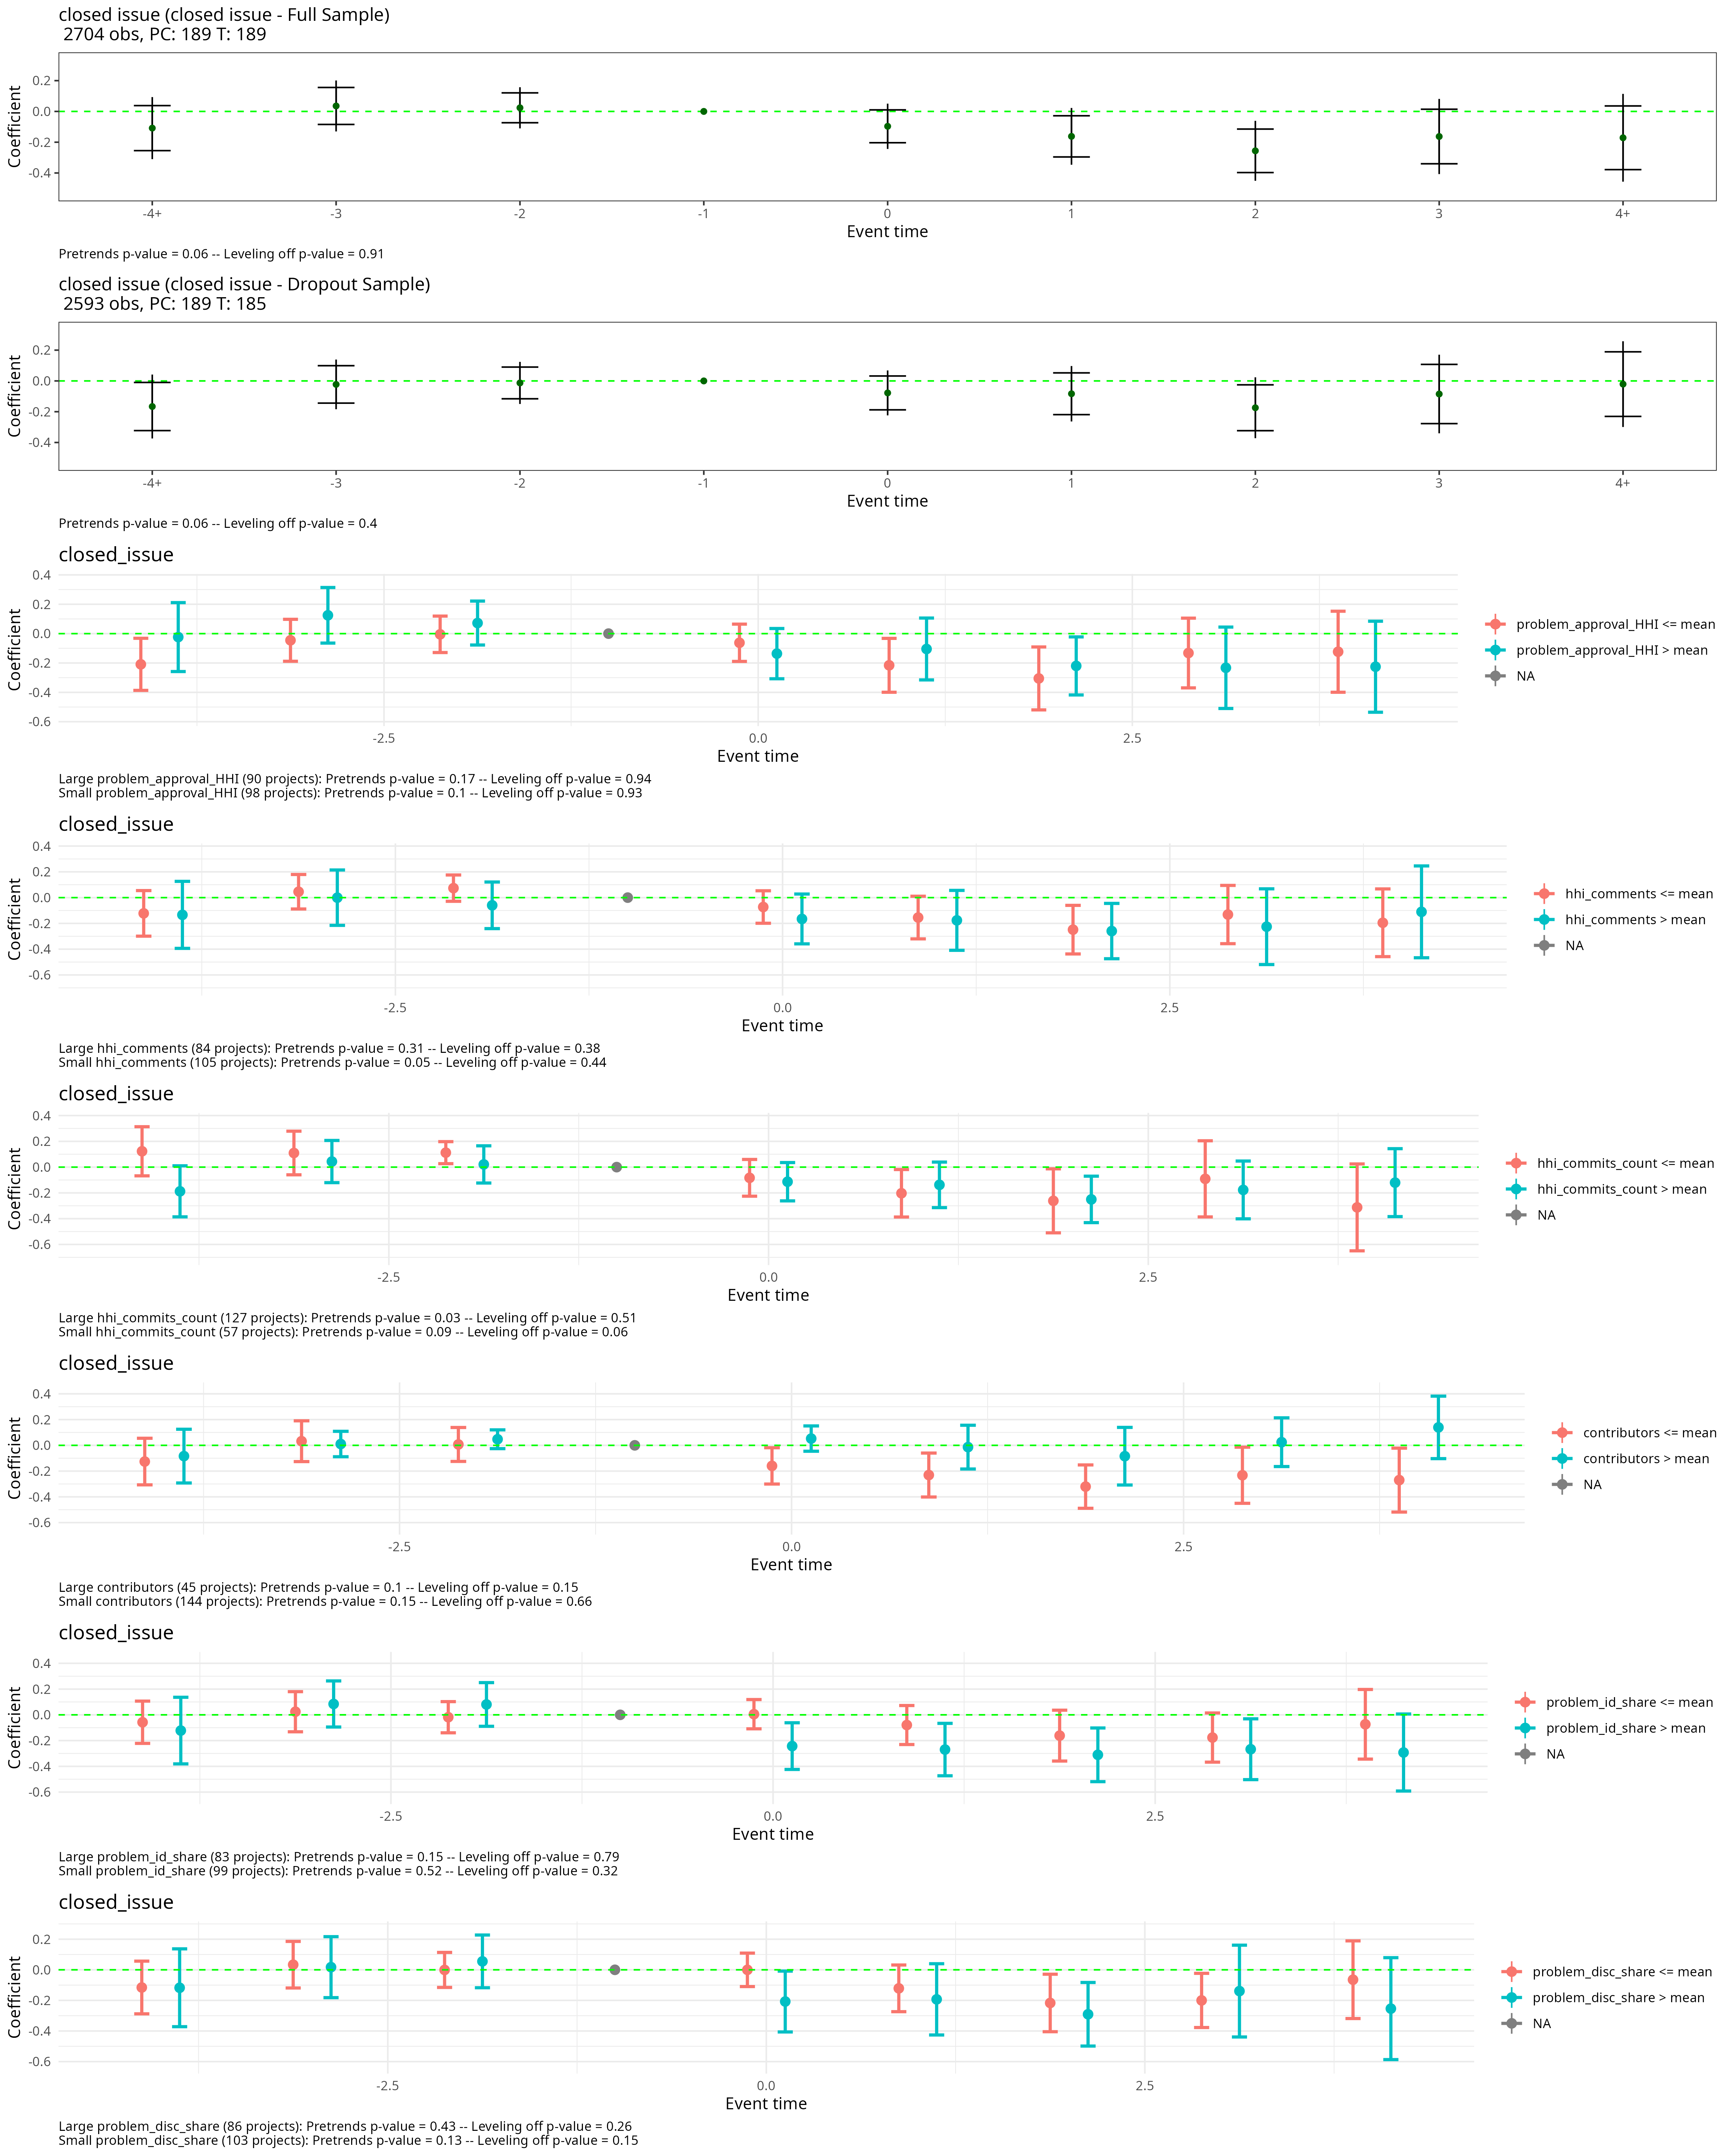 closed issue (closed issue - Full Sample)
2704 obs, PC: 189 T: 189
Coefficient
0.2
0.0
-0.2
-0.4
-4+ -3 -2 -1 0 1 2 3 4+
Event time
Pretrends p-value = 0.06 -- Leveling off p-value = 0.91
closed issue (closed issue - Dropout Sample)
2593 obs, PC: 189 T: 185
Coefficient
0.2
0.0
-0.2
-0.4
-4+ -3 -2 -1 0 1 2 3 4+
Event time
Pretrends p-value = 0.06 -- Leveling off p-value = 0.4
closed_issue
Coefficient
0.4
0.2
0.0
-0.2
-0.4
-0.6
-2.5 0.0 2.5
Event time
problem_approval_HHI <= mean
problem_approval_HHI > mean
NA
Large problem_approval_HHI (90 projects): Pretrends p-value = 0.17 -- Leveling off p-value = 0.94
Small problem_approval_HHI (98 projects): Pretrends p-value = 0.1 -- Leveling off p-value = 0.93
closed_issue
Coefficient
0.4
0.2
0.0
-0.2
-0.4
-0.6
-2.5 0.0 2.5
Event time
hhi_comments <= mean
hhi_comments > mean
NA
Large hhi_comments (84 projects): Pretrends p-value = 0.31 -- Leveling off p-value = 0.38
Small hhi_comments (105 projects): Pretrends p-value = 0.05 -- Leveling off p-value = 0.44
closed_issue
Coefficient
0.4
0.2
0.0
-0.2
-0.4
-0.6
-2.5 0.0 2.5
Event time
hhi_commits_count <= mean
hhi_commits_count > mean
NA
Large hhi_commits_count (127 projects): Pretrends p-value = 0.03 -- Leveling off p-value = 0.51
Small hhi_commits_count (57 projects): Pretrends p-value = 0.09 -- Leveling off p-value = 0.06
closed_issue
Coefficient
0.4
0.2
0.0
-0.2
-0.4
-0.6
-2.5 0.0 2.5
Event time
contributors <= mean
contributors > mean
NA
Large contributors (45 projects): Pretrends p-value = 0.1 -- Leveling off p-value = 0.15
Small contributors (144 projects): Pretrends p-value = 0.15 -- Leveling off p-value = 0.66
closed_issue
Coefficient
0.4
0.2
0.0
-0.2
-0.4
-0.6
-2.5 0.0 2.5
Event time
problem_id_share <= mean
problem_id_share > mean
NA
Large problem_id_share (83 projects): Pretrends p-value = 0.15 -- Leveling off p-value = 0.79
Small problem_id_share (99 projects): Pretrends p-value = 0.52 -- Leveling off p-value = 0.32
closed_issue
Coefficient
0.2
0.0
-0.2
-0.4
-0.6
-2.5 0.0 2.5
Event time
problem_disc_share <= mean
problem_disc_share > mean
NA
Large problem_disc_share (86 projects): Pretrends p-value = 0.43 -- Leveling off p-value = 0.26
Small problem_disc_share (103 projects): Pretrends p-value = 0.13 -- Leveling off p-value = 0.15